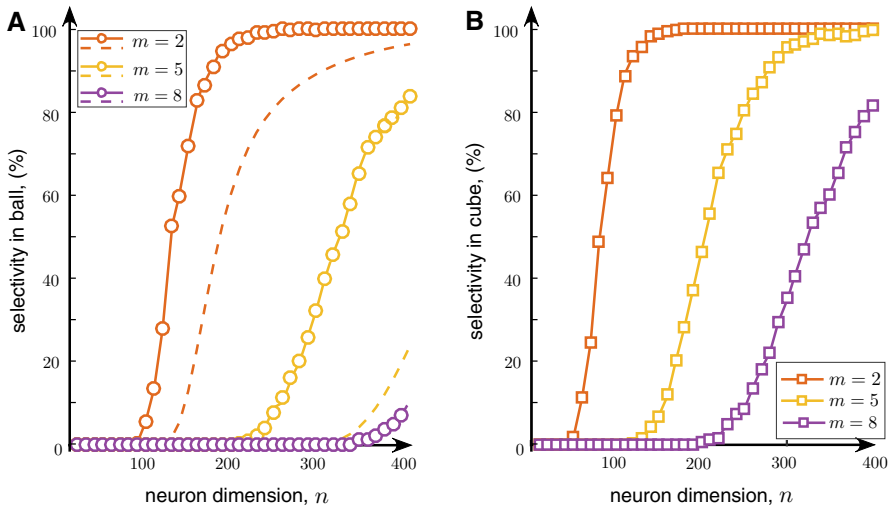 A
selectivity in ball, (%)
100
80
60
40
20
0
m = 2
m = 5
m = 8
100
200
300
400
neuron dimension, n
B
selectivity in cube, (%)
100
80
60
40
20
0
m = 2
m = 5
m = 8
100
200
300
400
neuron dimension, n